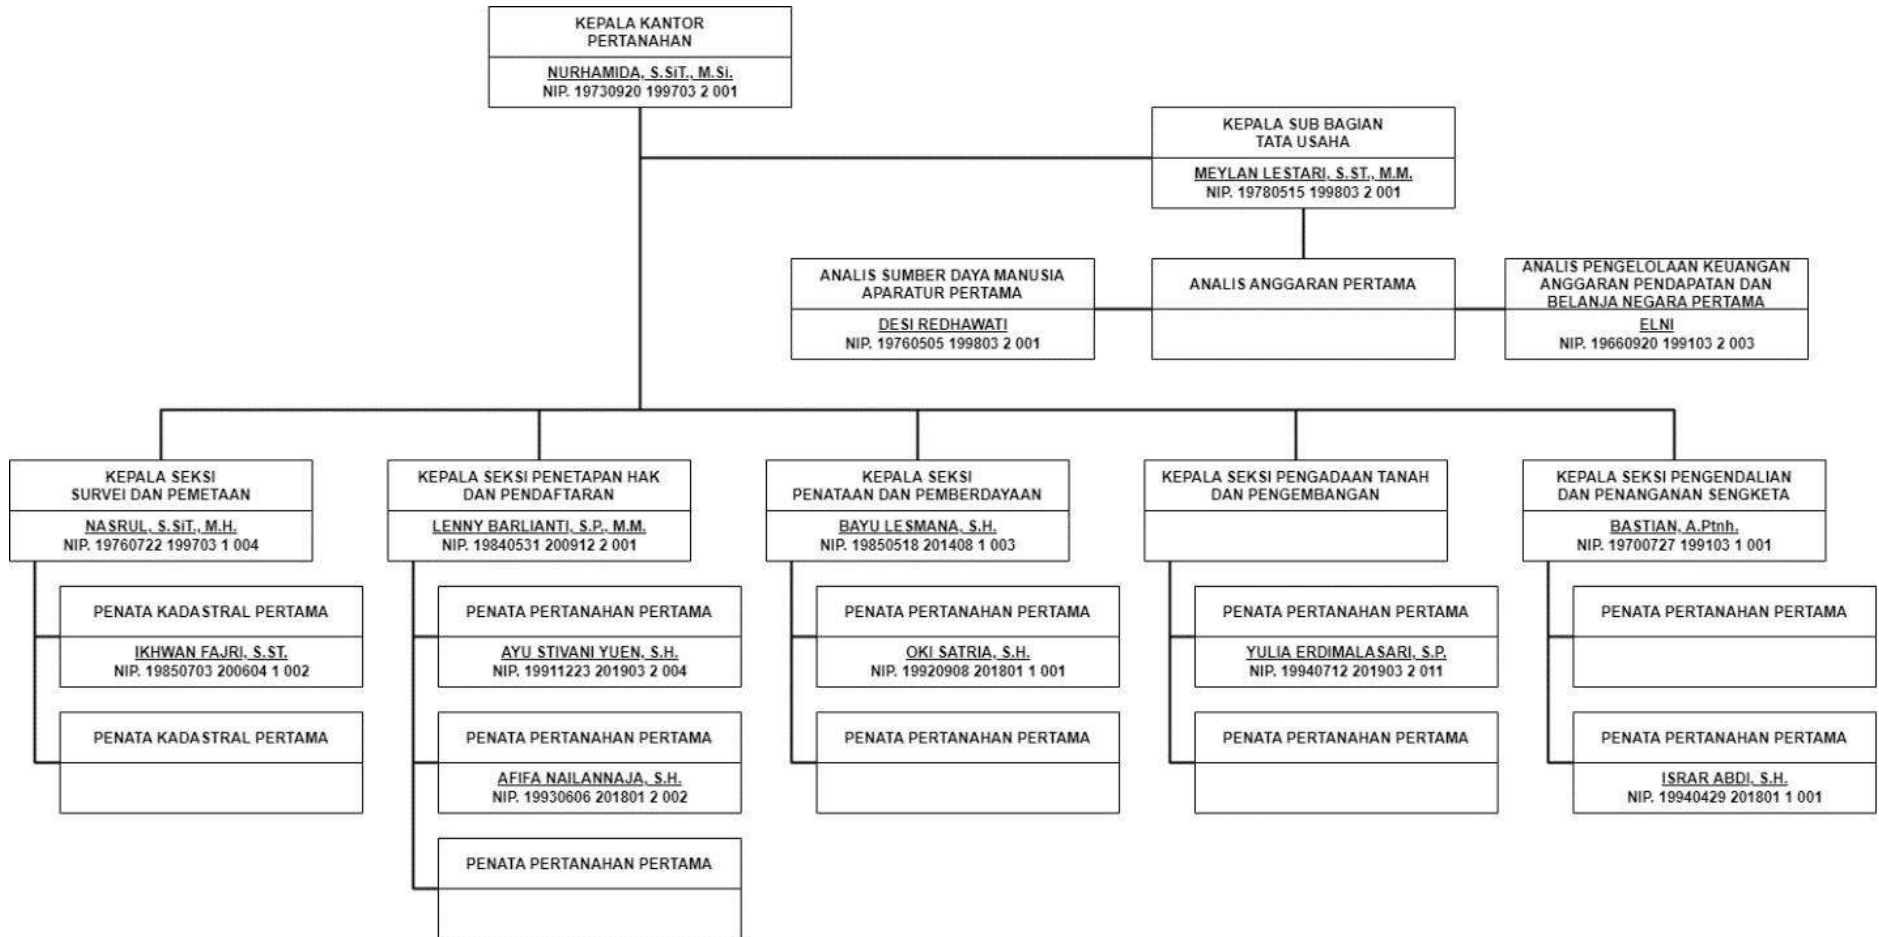 KEPALA KANTOR
PERTANAHAN
NURHAMIDA, S.SiT., M.Si.
NIP. 19730920 199703 2 001
KEPALA SUB BAGIAN
TATA USAHA
MEYLAN LESTARI, S.ST., M.M.
NIP. 19780515 199803 2 001
ANALIS SUMBER DAYA MANUSIA
APARATUR PERTAMA
DESI REDHAWATI
NIP. 19760505 199803 2 001
ANALIS ANGGARAN PERTAMA
ANALIS PENGELOLAAN KEUANGAN
ANGGARAN PENDAPATAN DAN
BELANJA NEGARA PERTAMA
ELNI
NIP. 19660920 199103 2 003
KEPALA SEKSI
SURVEI DAN PEMETAAN
NASRUL, S.SiT., M.H.
NIP. 19760722 199703 1 004
PENATA KADASTRAL PERTAMA
IKHWAN FAJRI, S.ST.
NIP. 19850703 200604 1 002
PENATA KADASTRAL PERTAMA
KEPALA SEKSI PENETAPAN HAK
DAN PENDAFTARAN
LENNY BARLIANTI, S.P., M.M.
NIP. 19840531 200912 2 001
PENATA PERTANAHAN PERTAMA
AYU STIVANI YUEN, S.H.
NIP. 19911223 201903 2 004
PENATA PERTANAHAN PERTAMA
AFIFA NAILANNAJA, S.H.
NIP. 19930606 201801 2 002
PENATA PERTANAHAN PERTAMA
KEPALA SEKSI
PENATAAN DAN PEMBERDAYAAN
BAYU LESMANA, S.H.
NIP. 19850518 201408 1 003
PENATA PERTANAHAN PERTAMA
OKI SATRIA, S.H.
NIP. 19920908 201801 1 001
PENATA PERTANAHAN PERTAMA
KEPALA SEKSI PENGADAAN TANAH
DAN PENGEMBANGAN
PENATA PERTANAHAN PERTAMA
YULIA ERDIMALASARI, S.P.
NIP. 19940712 201903 2 011
PENATA PERTANAHAN PERTAMA
KEPALA SEKSI PENGENDALIAN
DAN PENANGANAN SENGKETA
BASTIAN, A.Ptnh.
NIP. 19700727 199103 1 001
PENATA PERTANAHAN PERTAMA
PENATA PERTANAHAN PERTAMA
ISRAR ABDI, S.H.
NIP. 19940429 201801 1 001